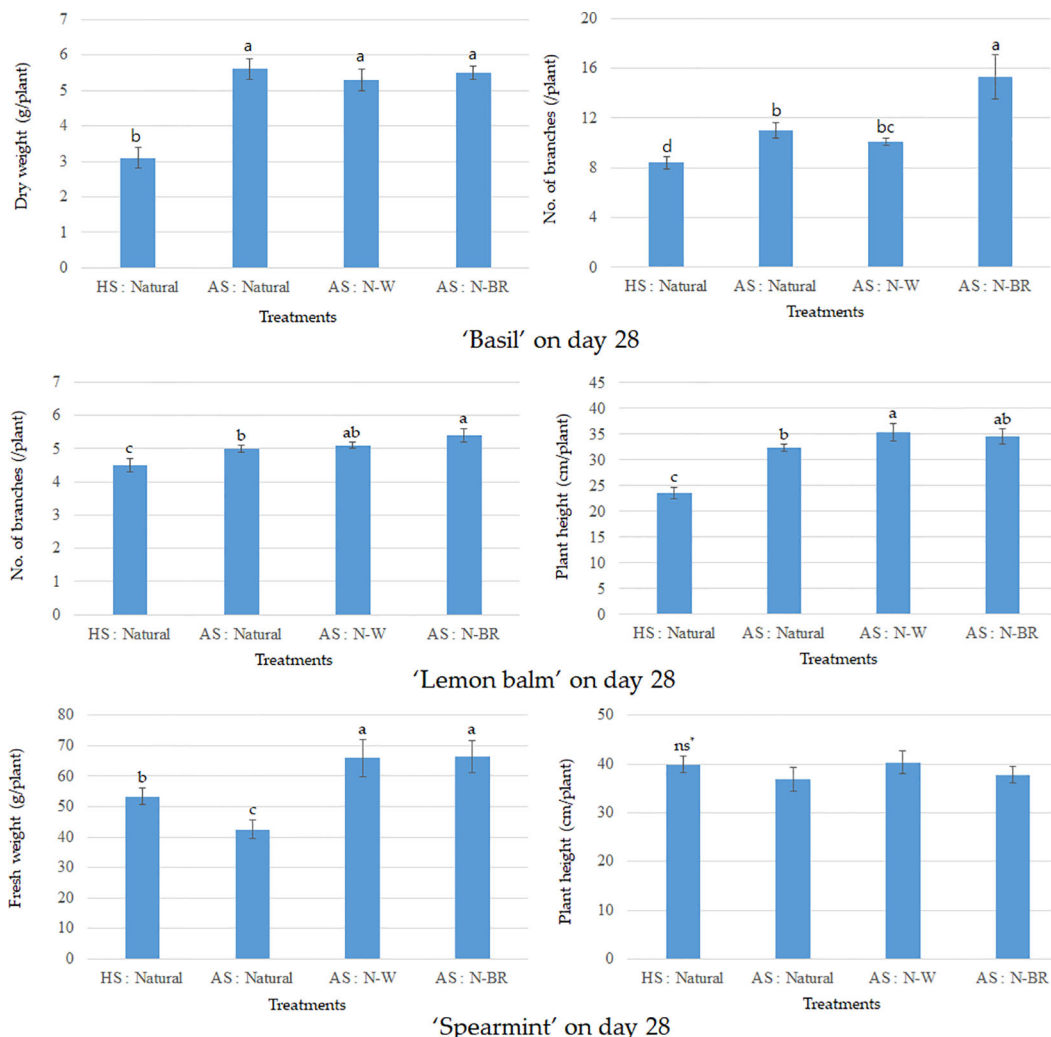 Dry weight (g/plant)
7
6
5
4
3
2
1
0
b
a
a
a
HS : Natural AS : Natural AS : N-W AS : N-BR
Treatments
No. of branches (/plant)
20
16
12
8
4
0
d
b
bc
a
HS : Natural AS : Natural AS : N-W AS : N-BR
Treatments
‘Basil’ on day 28
No. of branches (/plant)
7
6
5
4
3
2
1
0
c
b
ab
a
HS : Natural AS : Natural AS : N-W AS : N-BR
Treatments
Plant height (cm/plant)
45
40
35
30
25
20
15
10
5
0
c
b
a
ab
HS : Natural AS : Natural AS : N-W AS : N-BR
Treatments
‘Lemon balm’ on day 28
Fresh weight (g/plant)
80
70
60
50
40
30
20
10
0
b
c
a
a
HS : Natural AS : Natural AS : N-W AS : N-BR
Treatments
Plant height (cm/plant)
50
40
30
20
10
0
ns*
HS : Natural AS : Natural AS : N-W AS : N-BR
Treatments
‘Spearmint’ on day 28